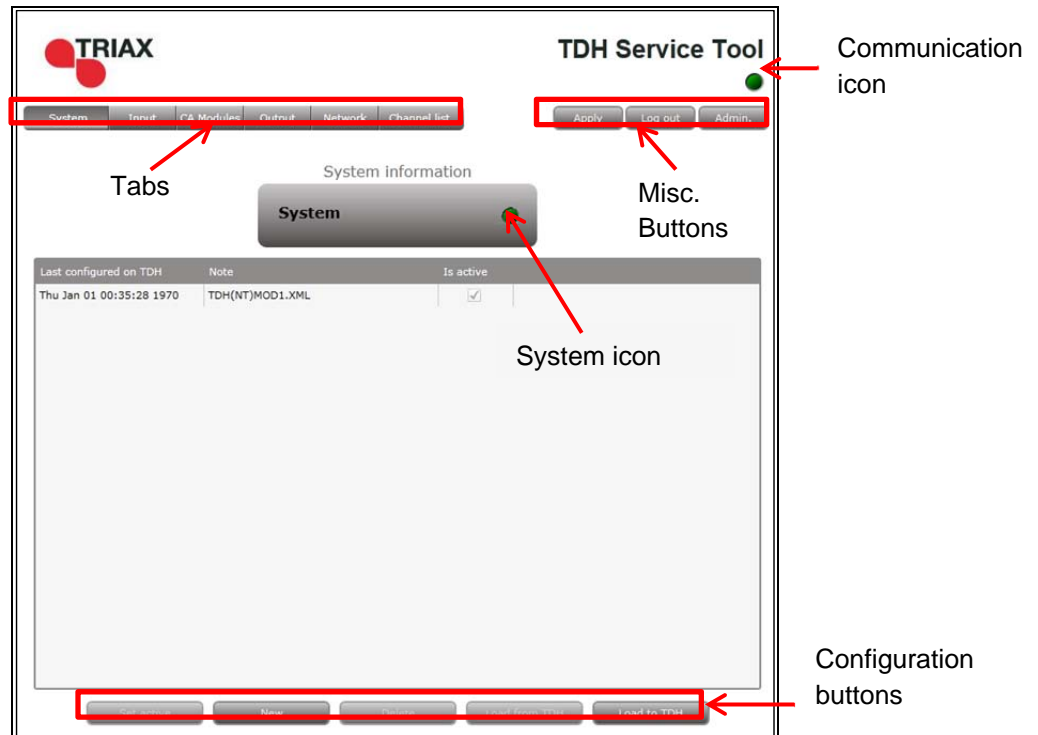 TRIAX
TDH Service Tool
Communication
icon
System Input CA Modules Output Network Channel list
Apply Log out Admin.
Tabs
System information
Misc.
Buttons
System
Last configured on TDH Note Is active
Thu Jan 01 00:35:28 1970 TDH(NT)MOD1.XML
System icon
Configuration
buttons
Set active New Delete Load from TDH Load to TDH